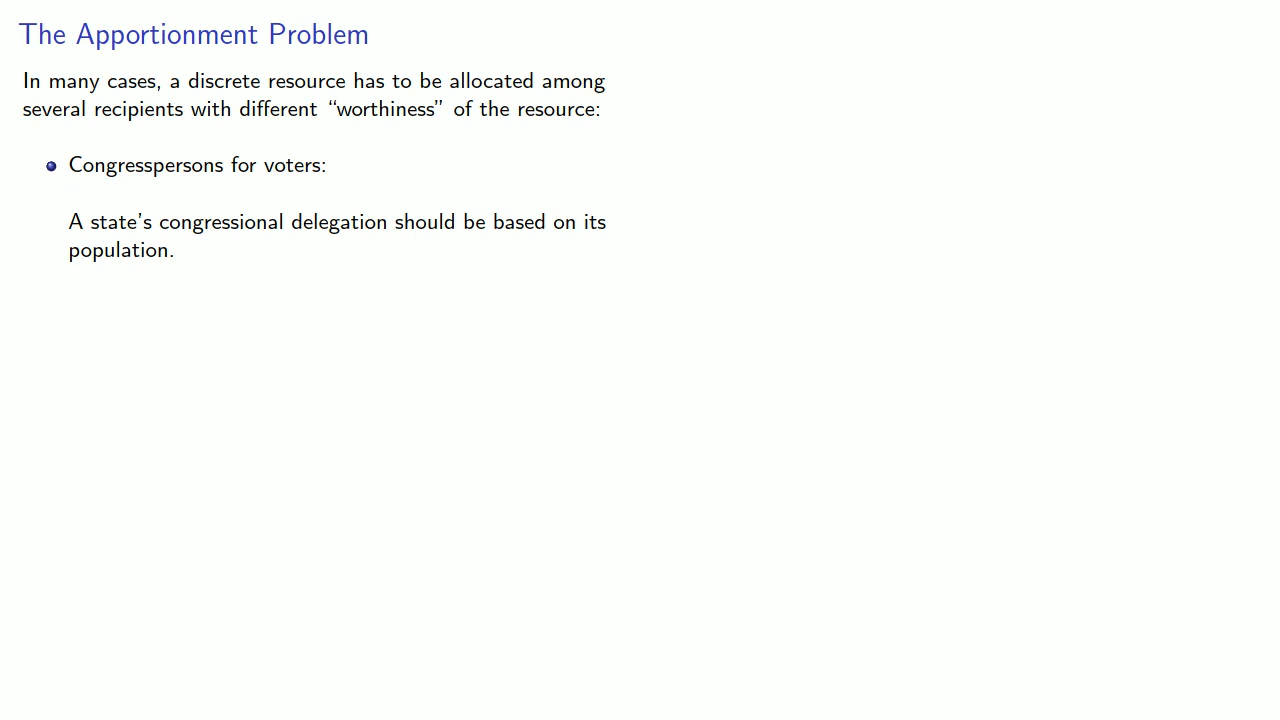 The Apportionment Problem
In many cases, a discrete resource has to be allocated among
several recipients with different “worthiness” of the resource:
Congresspersons for voters:
A state's congressional delegation should be based on its
population.